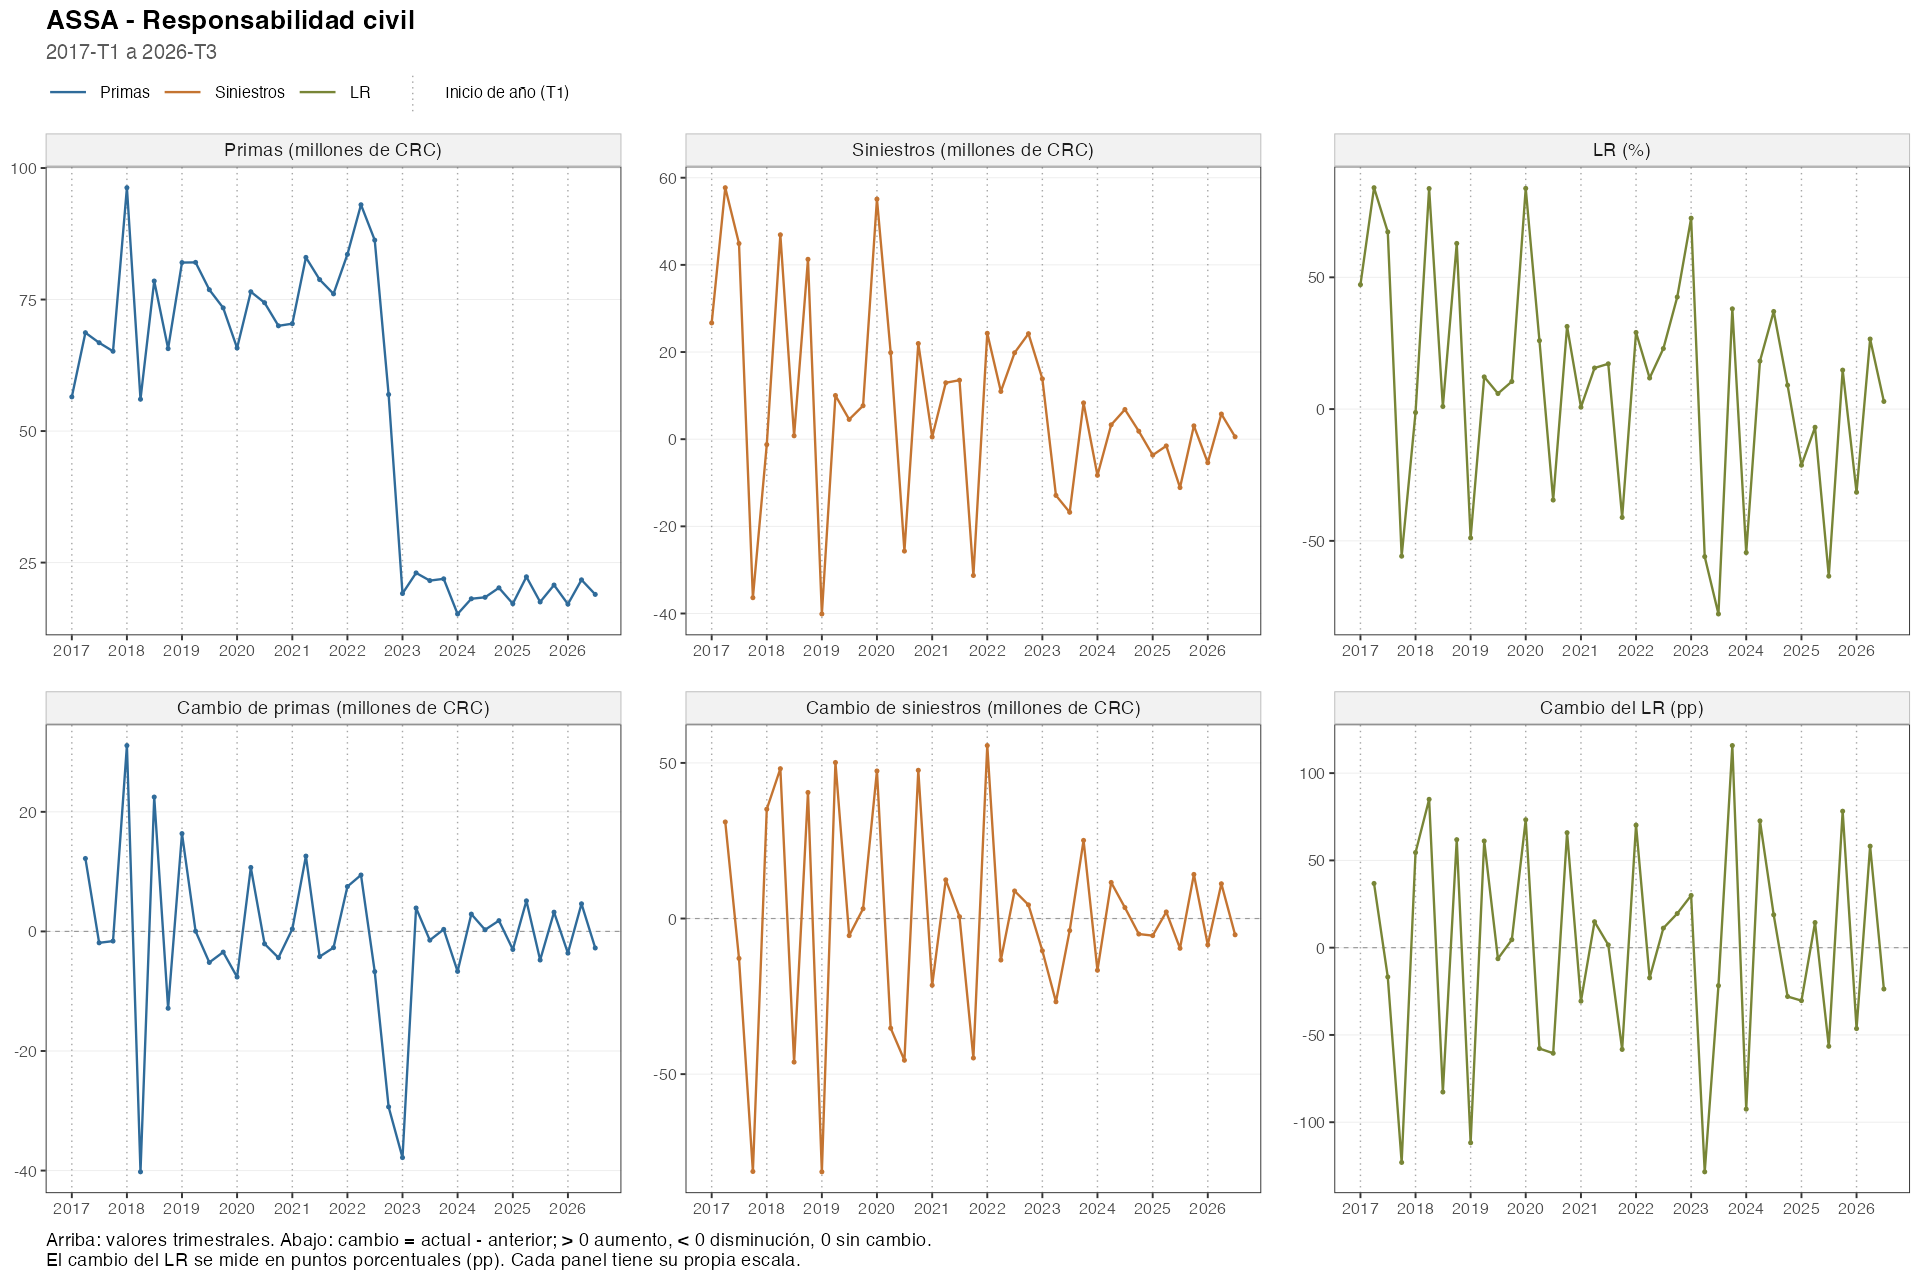 ASSA - Responsabilidad civil
2017-T1 a 2026-T3
Primas Siniestros LR Inicio de año (T1)
Primas (millones de CRC) Siniestros (millones de CRC) LR (%)
100
75
50
25
60
40
20
0
-20
-40
50
0
-50
2017 2018 2019 2020 2021 2022 2023 2024 2025 2026
2017 2018 2019 2020 2021 2022 2023 2024 2025 2026
2017 2018 2019 2020 2021 2022 2023 2024 2025 2026
Cambio de primas (millones de CRC) Cambio de siniestros (millones de CRC) Cambio del LR (pp)
20
0
-20
-40
50
0
-50
100
50
0
-50
-100
2017 2018 2019 2020 2021 2022 2023 2024 2025 2026
2017 2018 2019 2020 2021 2022 2023 2024 2025 2026
2017 2018 2019 2020 2021 2022 2023 2024 2025 2026
Arriba: valores trimestrales. Abajo: cambio = actual - anterior; > 0 aumento, < 0 disminución, 0 sin cambio.
El cambio del LR se mide en puntos porcentuales (pp). Cada panel tiene su propia escala.